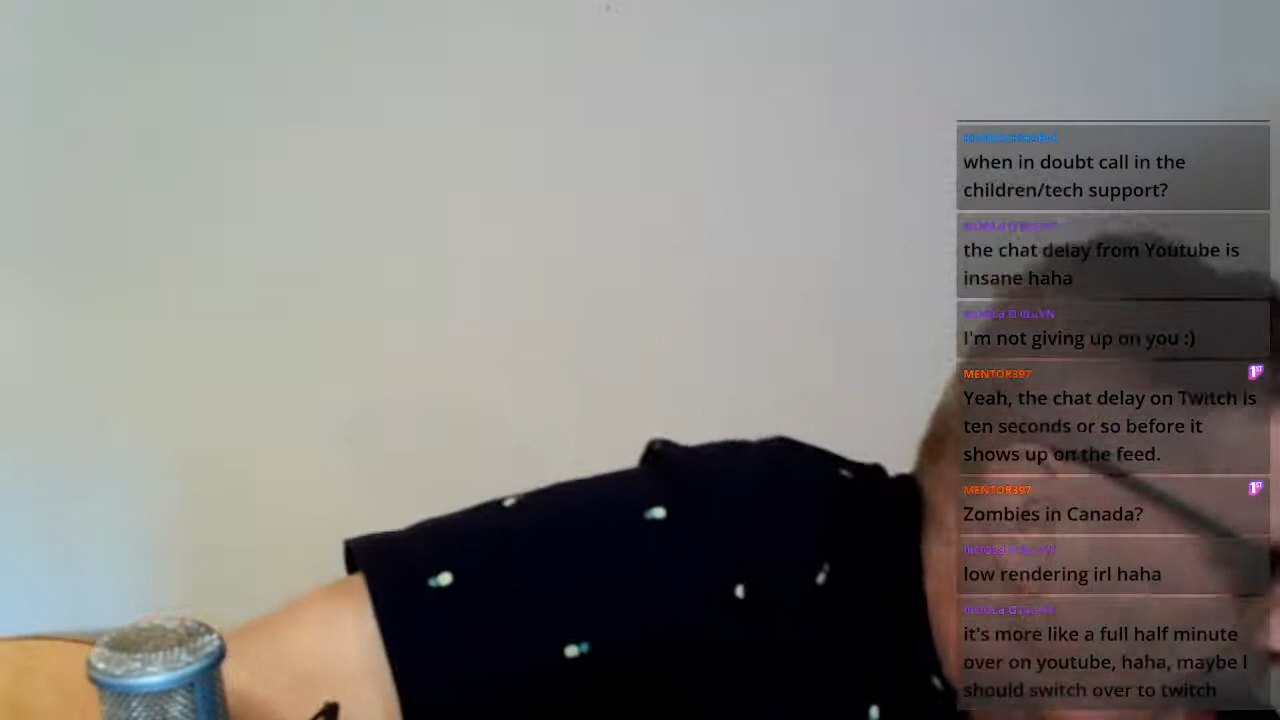 when in doubt call in the
children/tech support?
the chat delay from Youtube is
insane haha
I'm not giving up on you :)
MENTOR397
Yeah, the chat delay on Twitch is
ten seconds or so before it
shows up on the feed.
MENTOR397
Zombies in Canada?
low rendering irl haha
it's more like a full half minute
over on youtube, haha, maybe I
should switch over to twitch